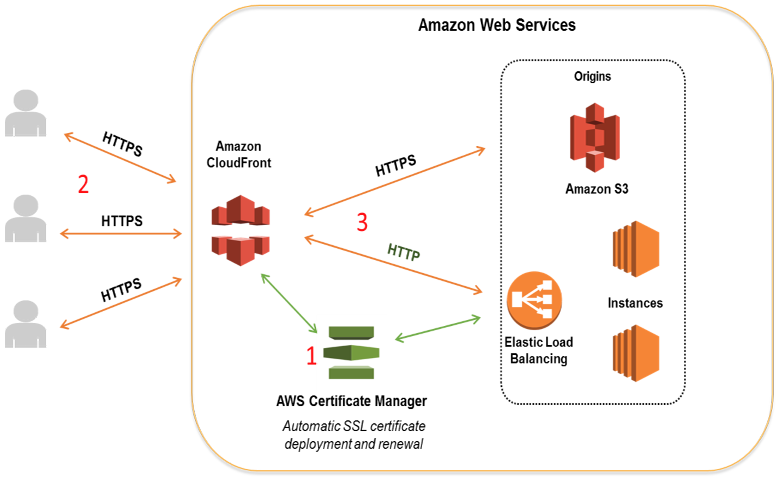 Amazon Web Services
Origins
HTTPS
2
Amazon
CloudFront
HTTPS
Amazon S3
HTTPS
3
HTTP
HTTPS
Instances
Elastic Load
Balancing
1
AWS Certificate Manager
Automatic SSL certificate
deployment and renewal